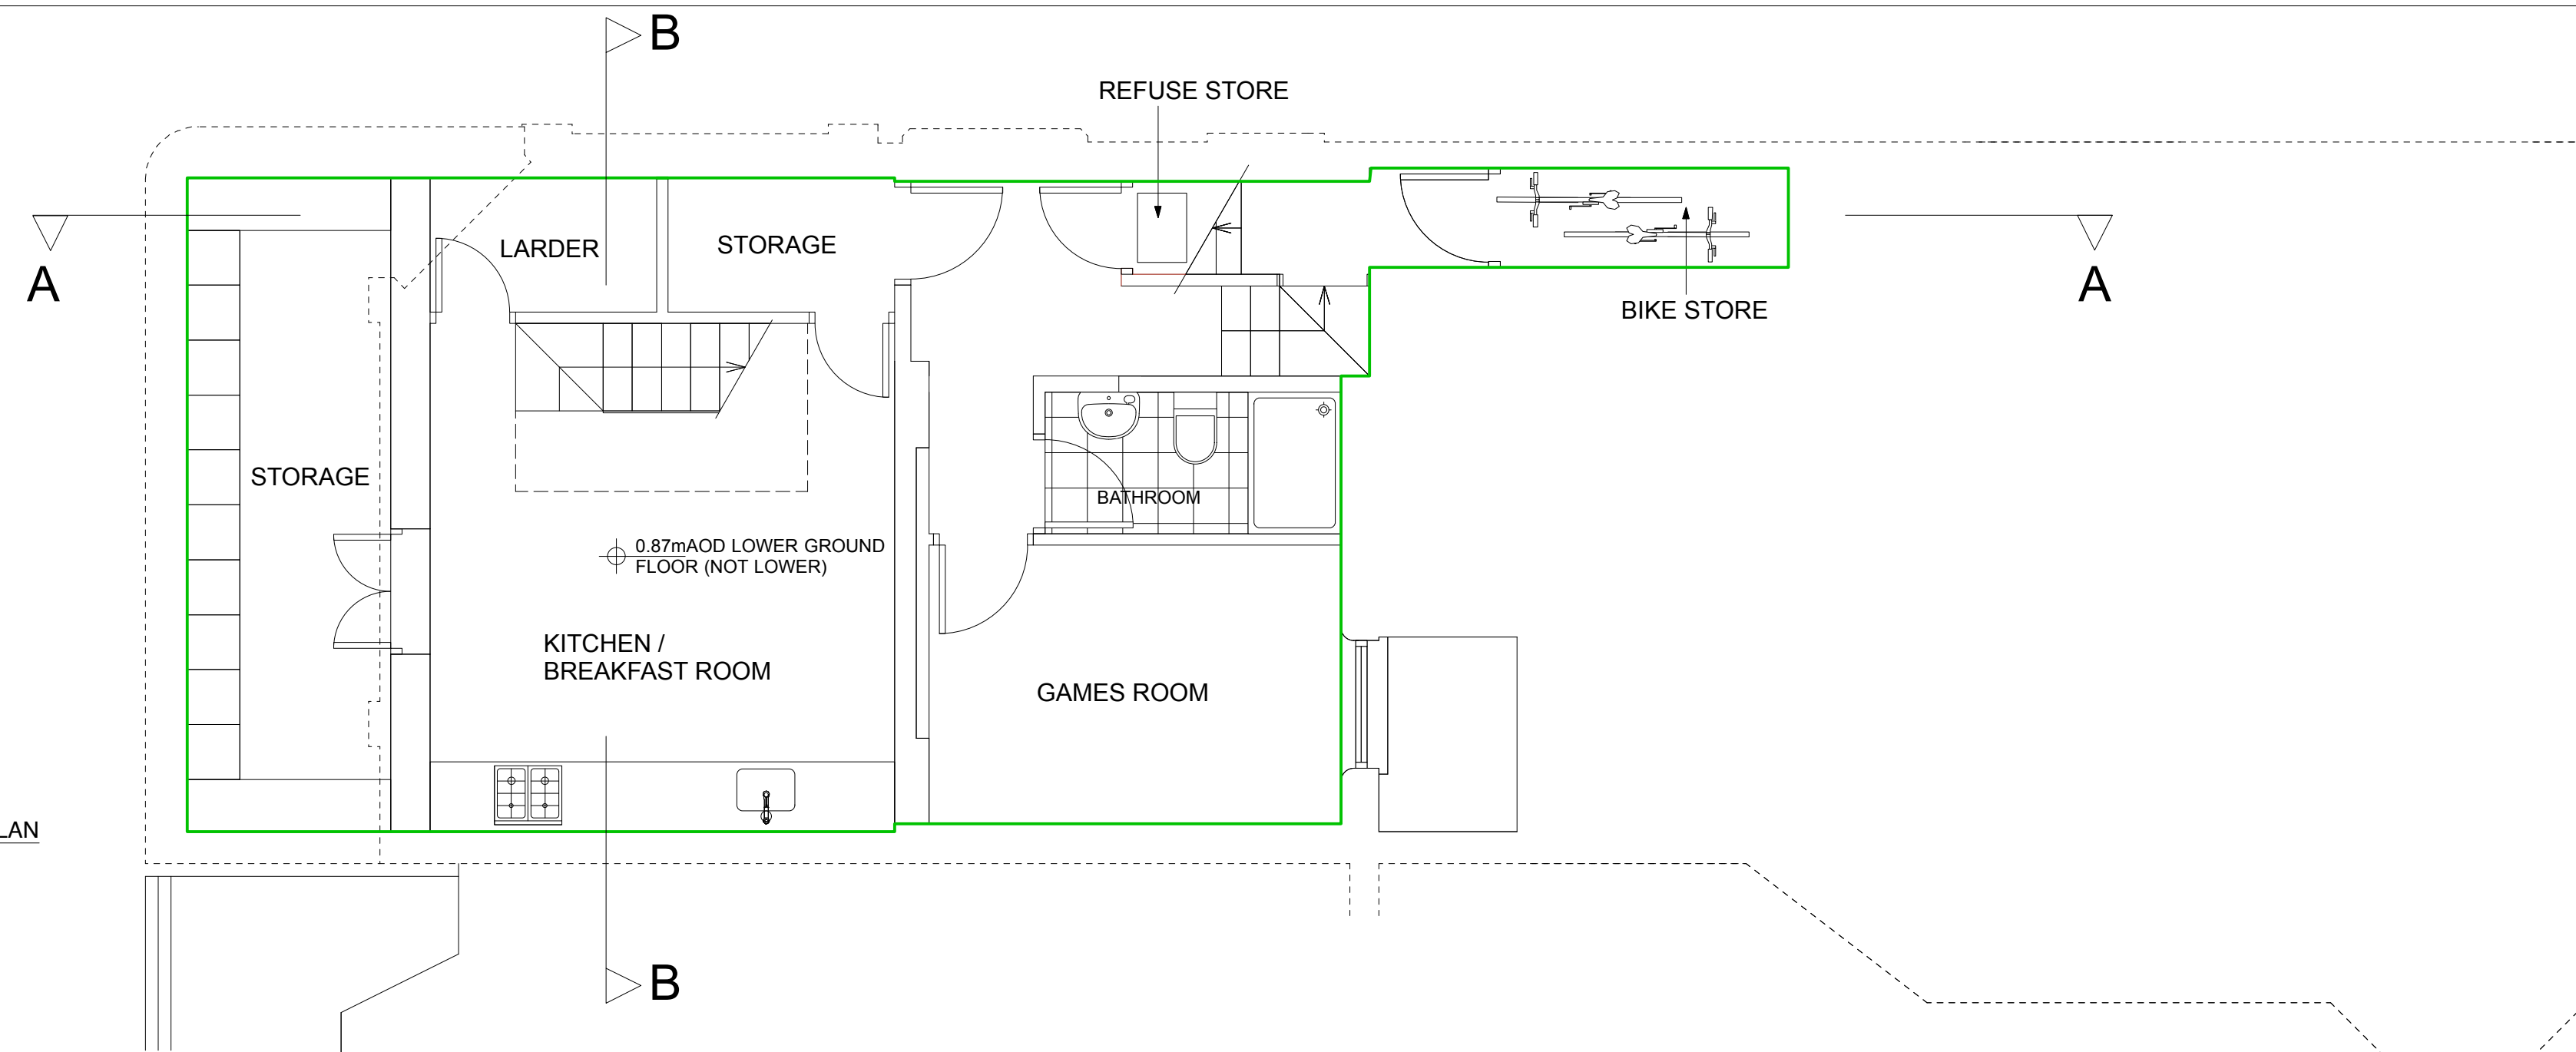 B
REFUSE STORE
LARDER
STORAGE
A
A
BIKE STORE
STORAGE
BATHROOM
0.87mAOD LOWER GROUND
FLOOR (NOT LOWER)
KITCHEN /
BREAKFAST ROOM
GAMES ROOM
LAN
B